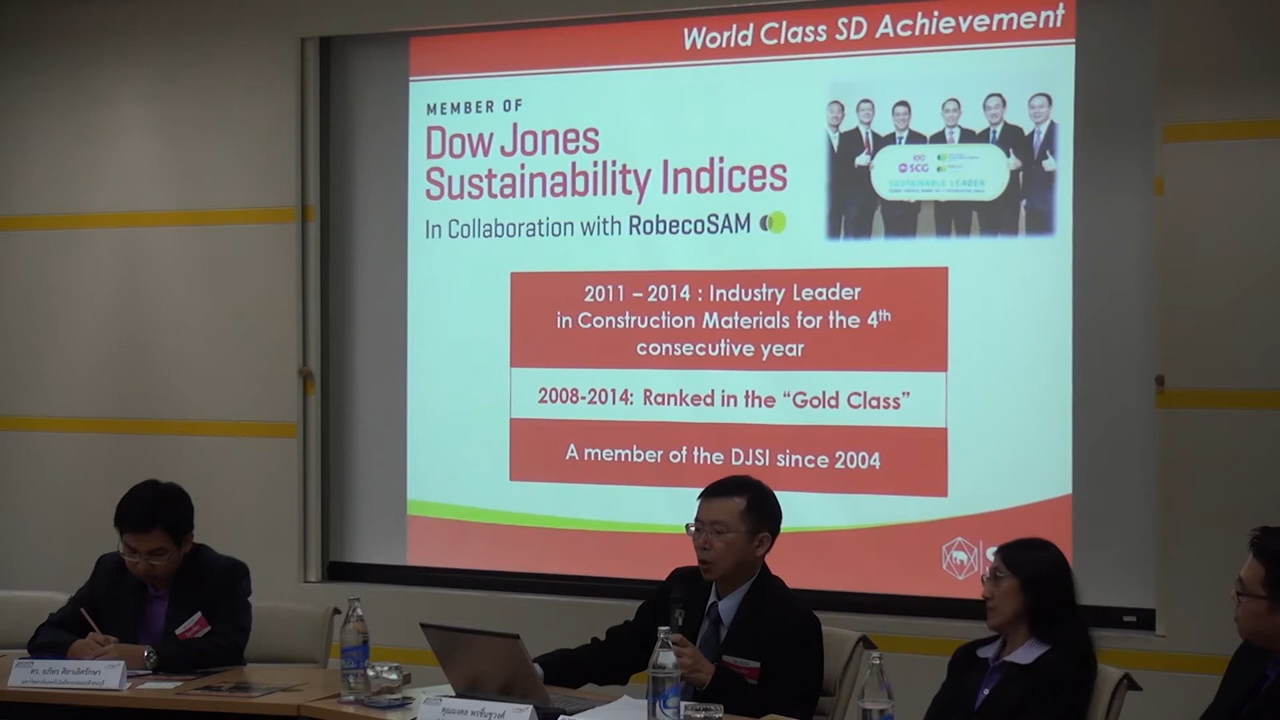 World Class SD Achievement
MEMBER OF
Dow Jones
Sustainability Indices
In Collaboration with RobecoSAM
SCG
SUSTAINABLE LEADER
2011 – 2014 : Industry Leader
in Construction Materials for the 4th
consecutive year
2008-2014: Ranked in the “Gold Class”
A member of the DJSI since 2004